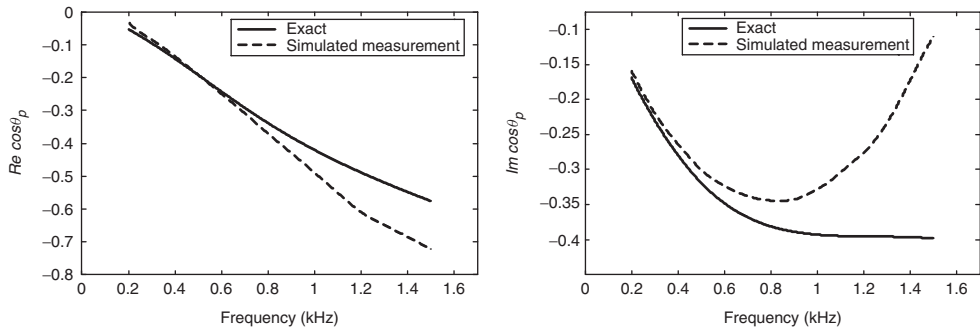 0
−0.1
−0.2
−0.3
−0.4
−0.5
−0.6
−0.7
−0.8
Re cosθp
Exact
Simulated measurement
0 0.2 0.4 0.6 0.8 1 1.2 1.4 1.6
Frequency (kHz)
−0.1
−0.15
−0.2
−0.25
−0.3
−0.35
−0.4
Im cosθp
Exact
Simulated measurement
0 0.2 0.4 0.6 0.8 1 1.2 1.4 1.6
Frequency (kHz)